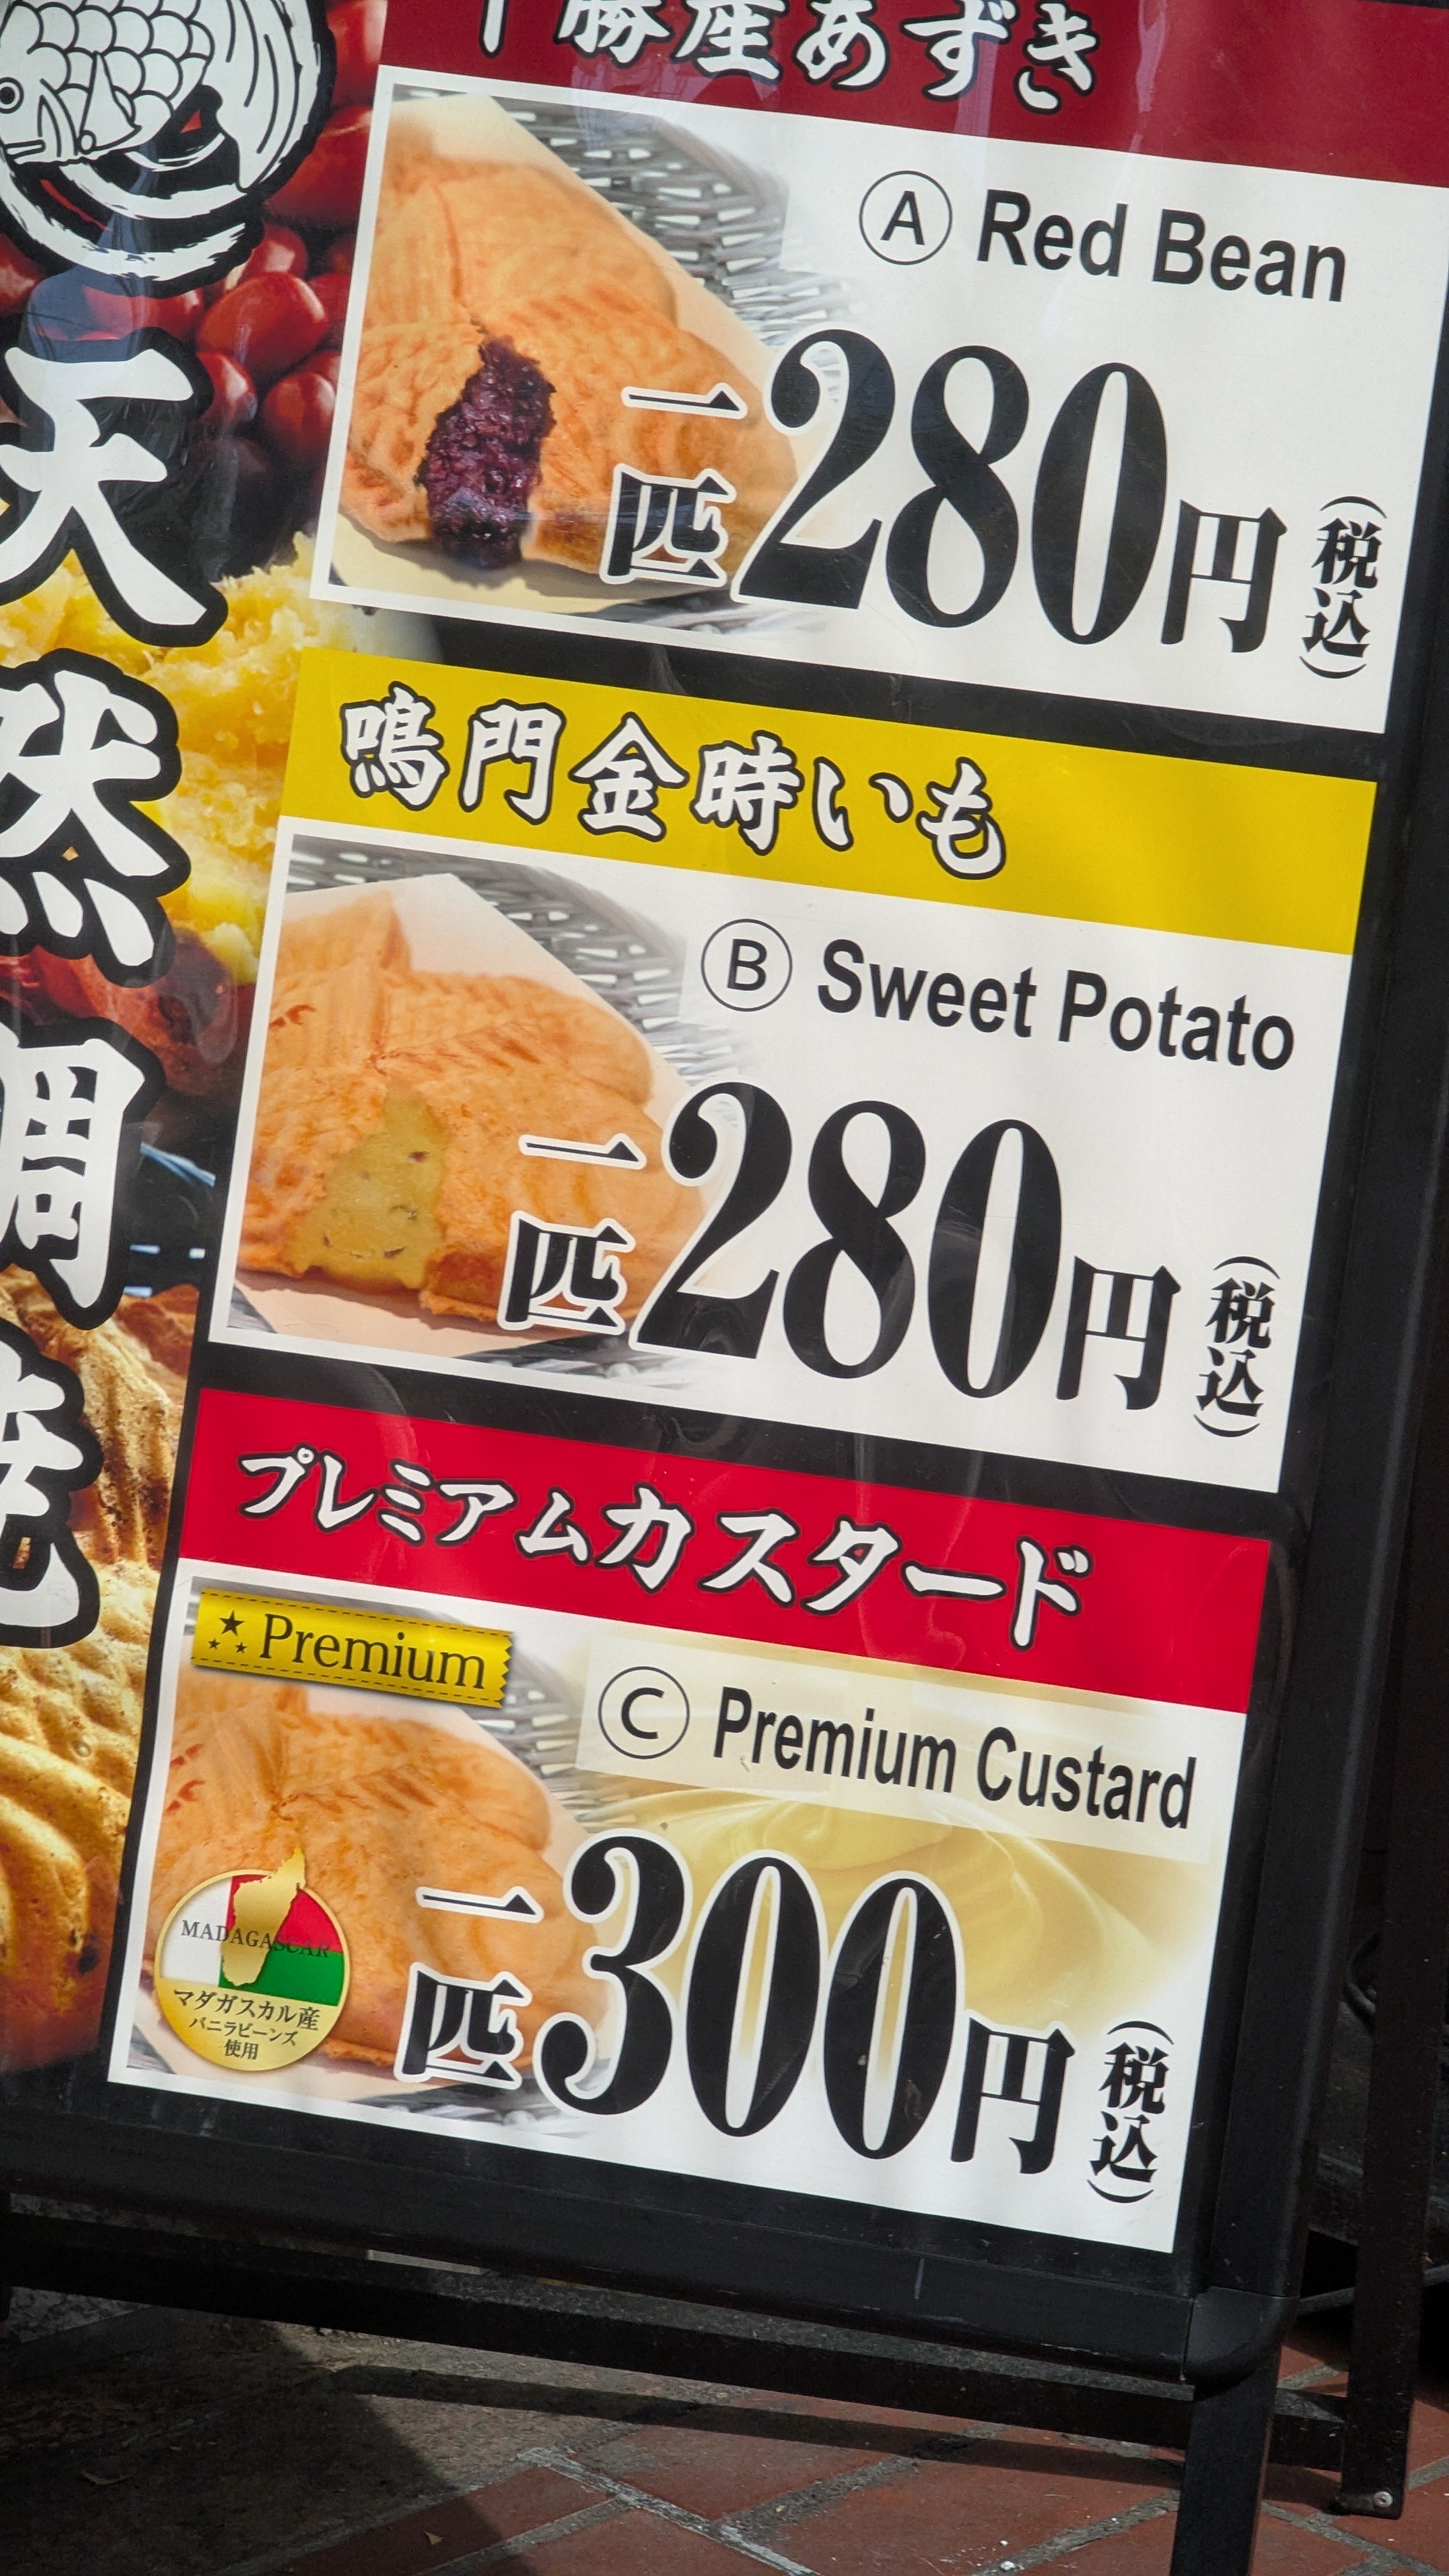 十勝産あずき
Ⓐ Red Bean
一匹280円(税込)
鳴門金時いも
Ⓑ Sweet Potato
一匹280円(税込)
プレミアムカスタード
Premium
Ⓒ Premium Custard
MADAGASCAR
マダガスカル産
バニラビーンズ
使用
一匹300円(税込)
天然